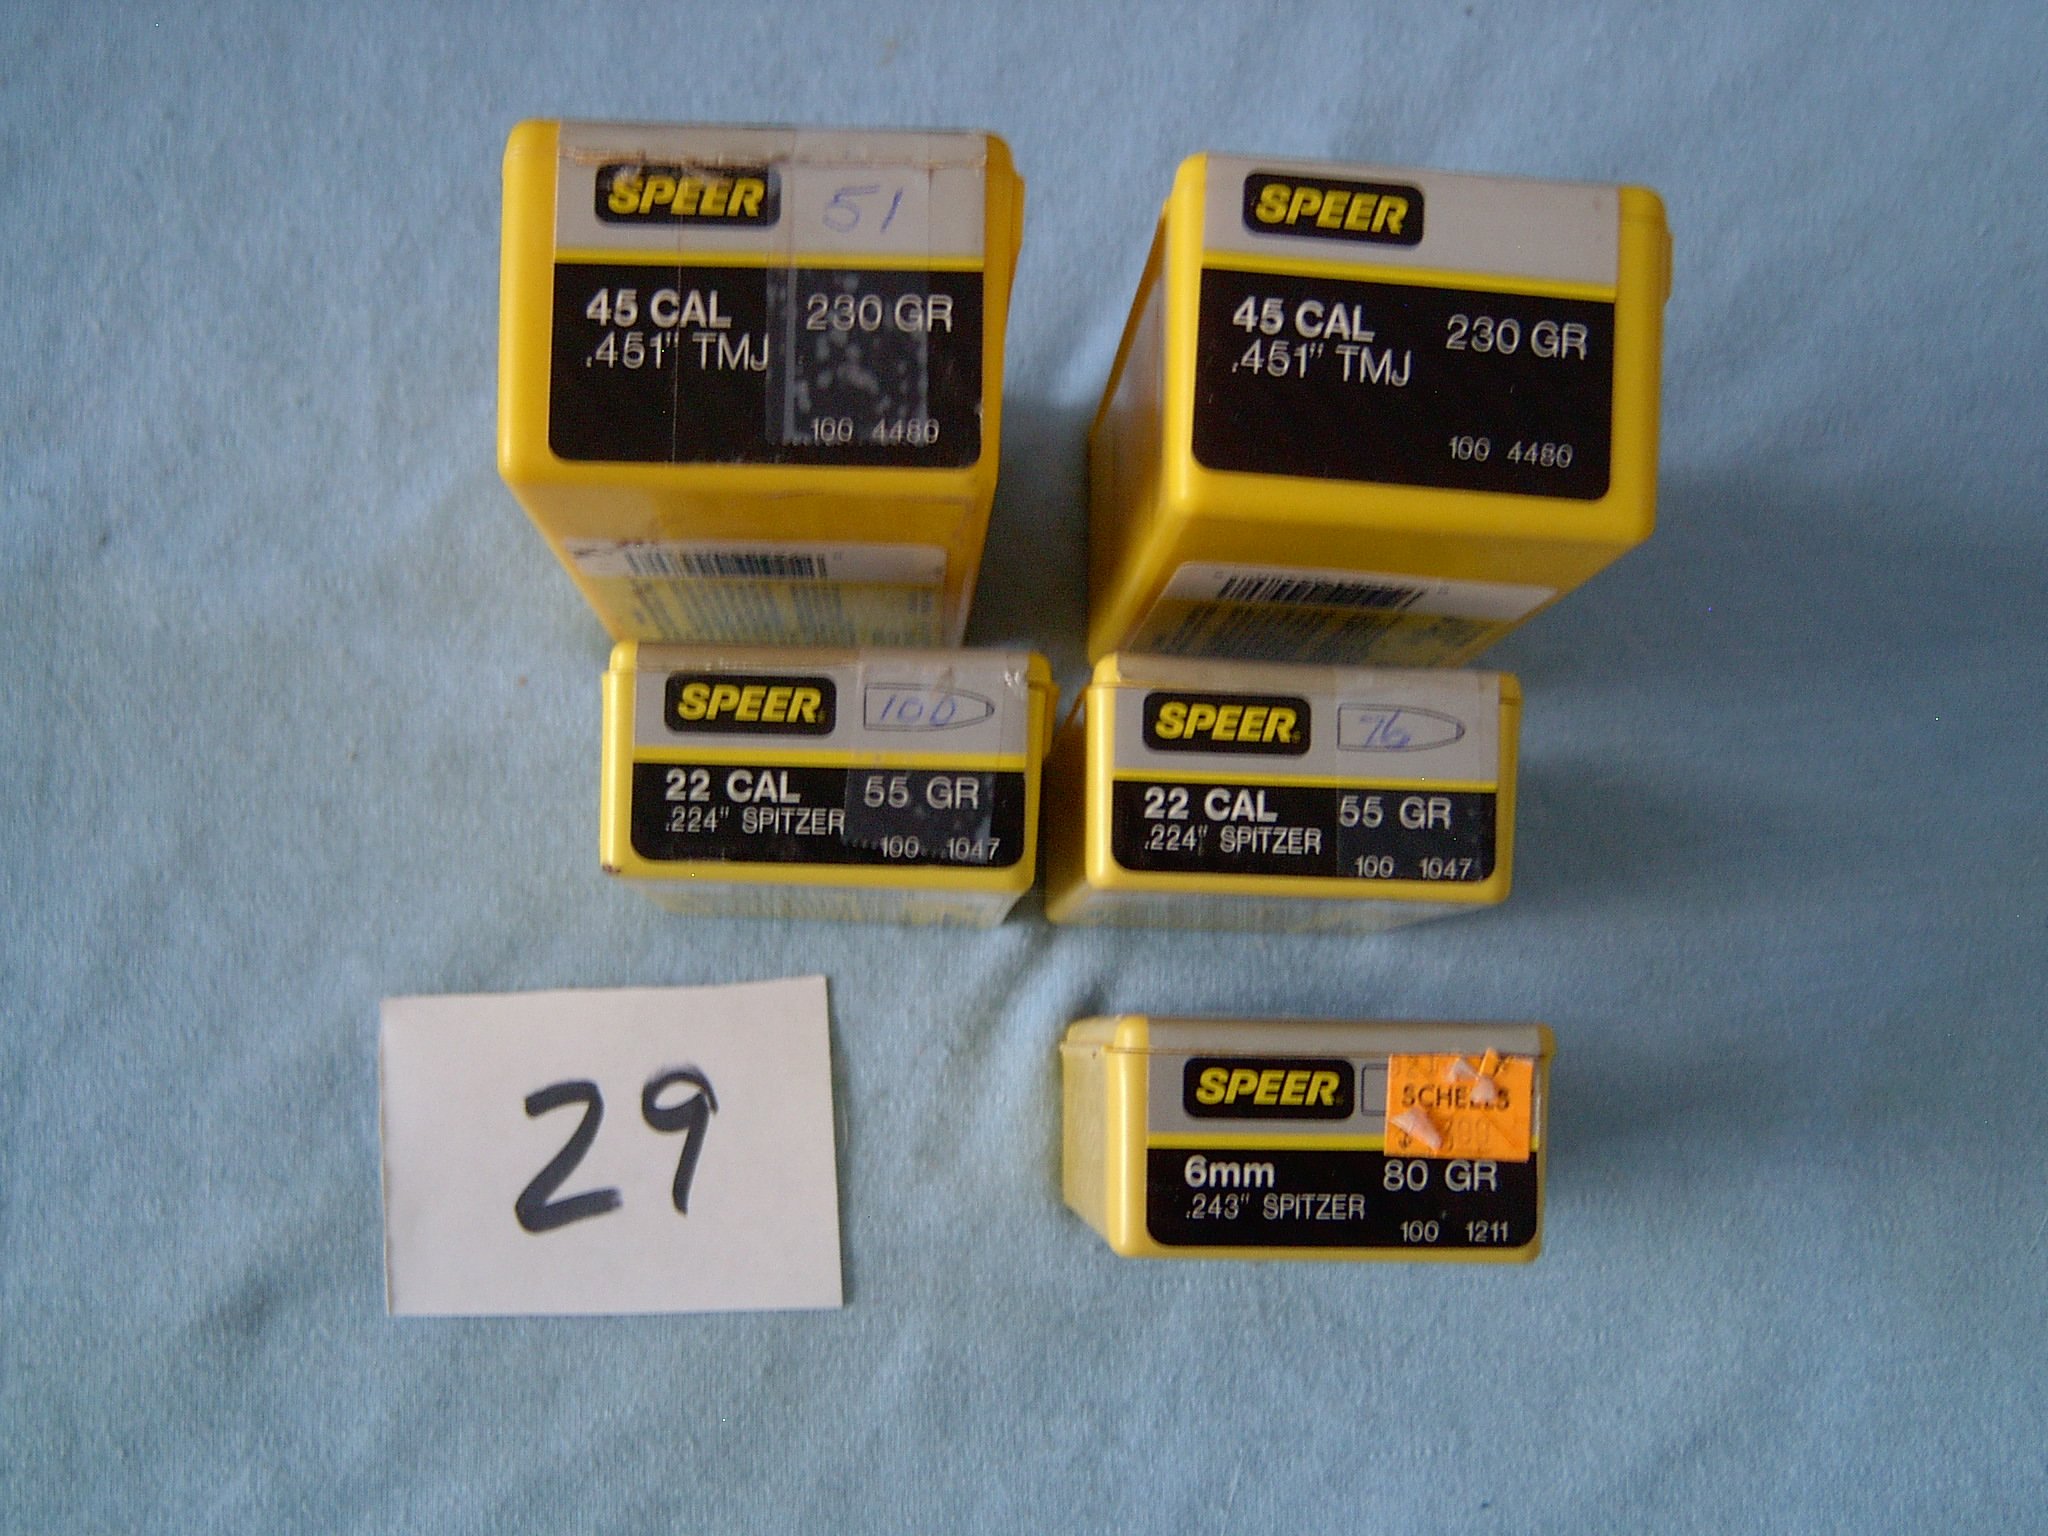 SPEER 51
45 CAL 230 GR
.451" TMJ
100 4480
SPEER
45 CAL 230 GR
.451" TMJ
100 4480
SPEER 100
22 CAL 55 GR
.224" SPITZER
100 1047
SPEER 76
22 CAL 55 GR
.224" SPITZER
100 1047
29
SPEER
SCHEELS
6mm 80 GR
.243" SPITZER
100 1211